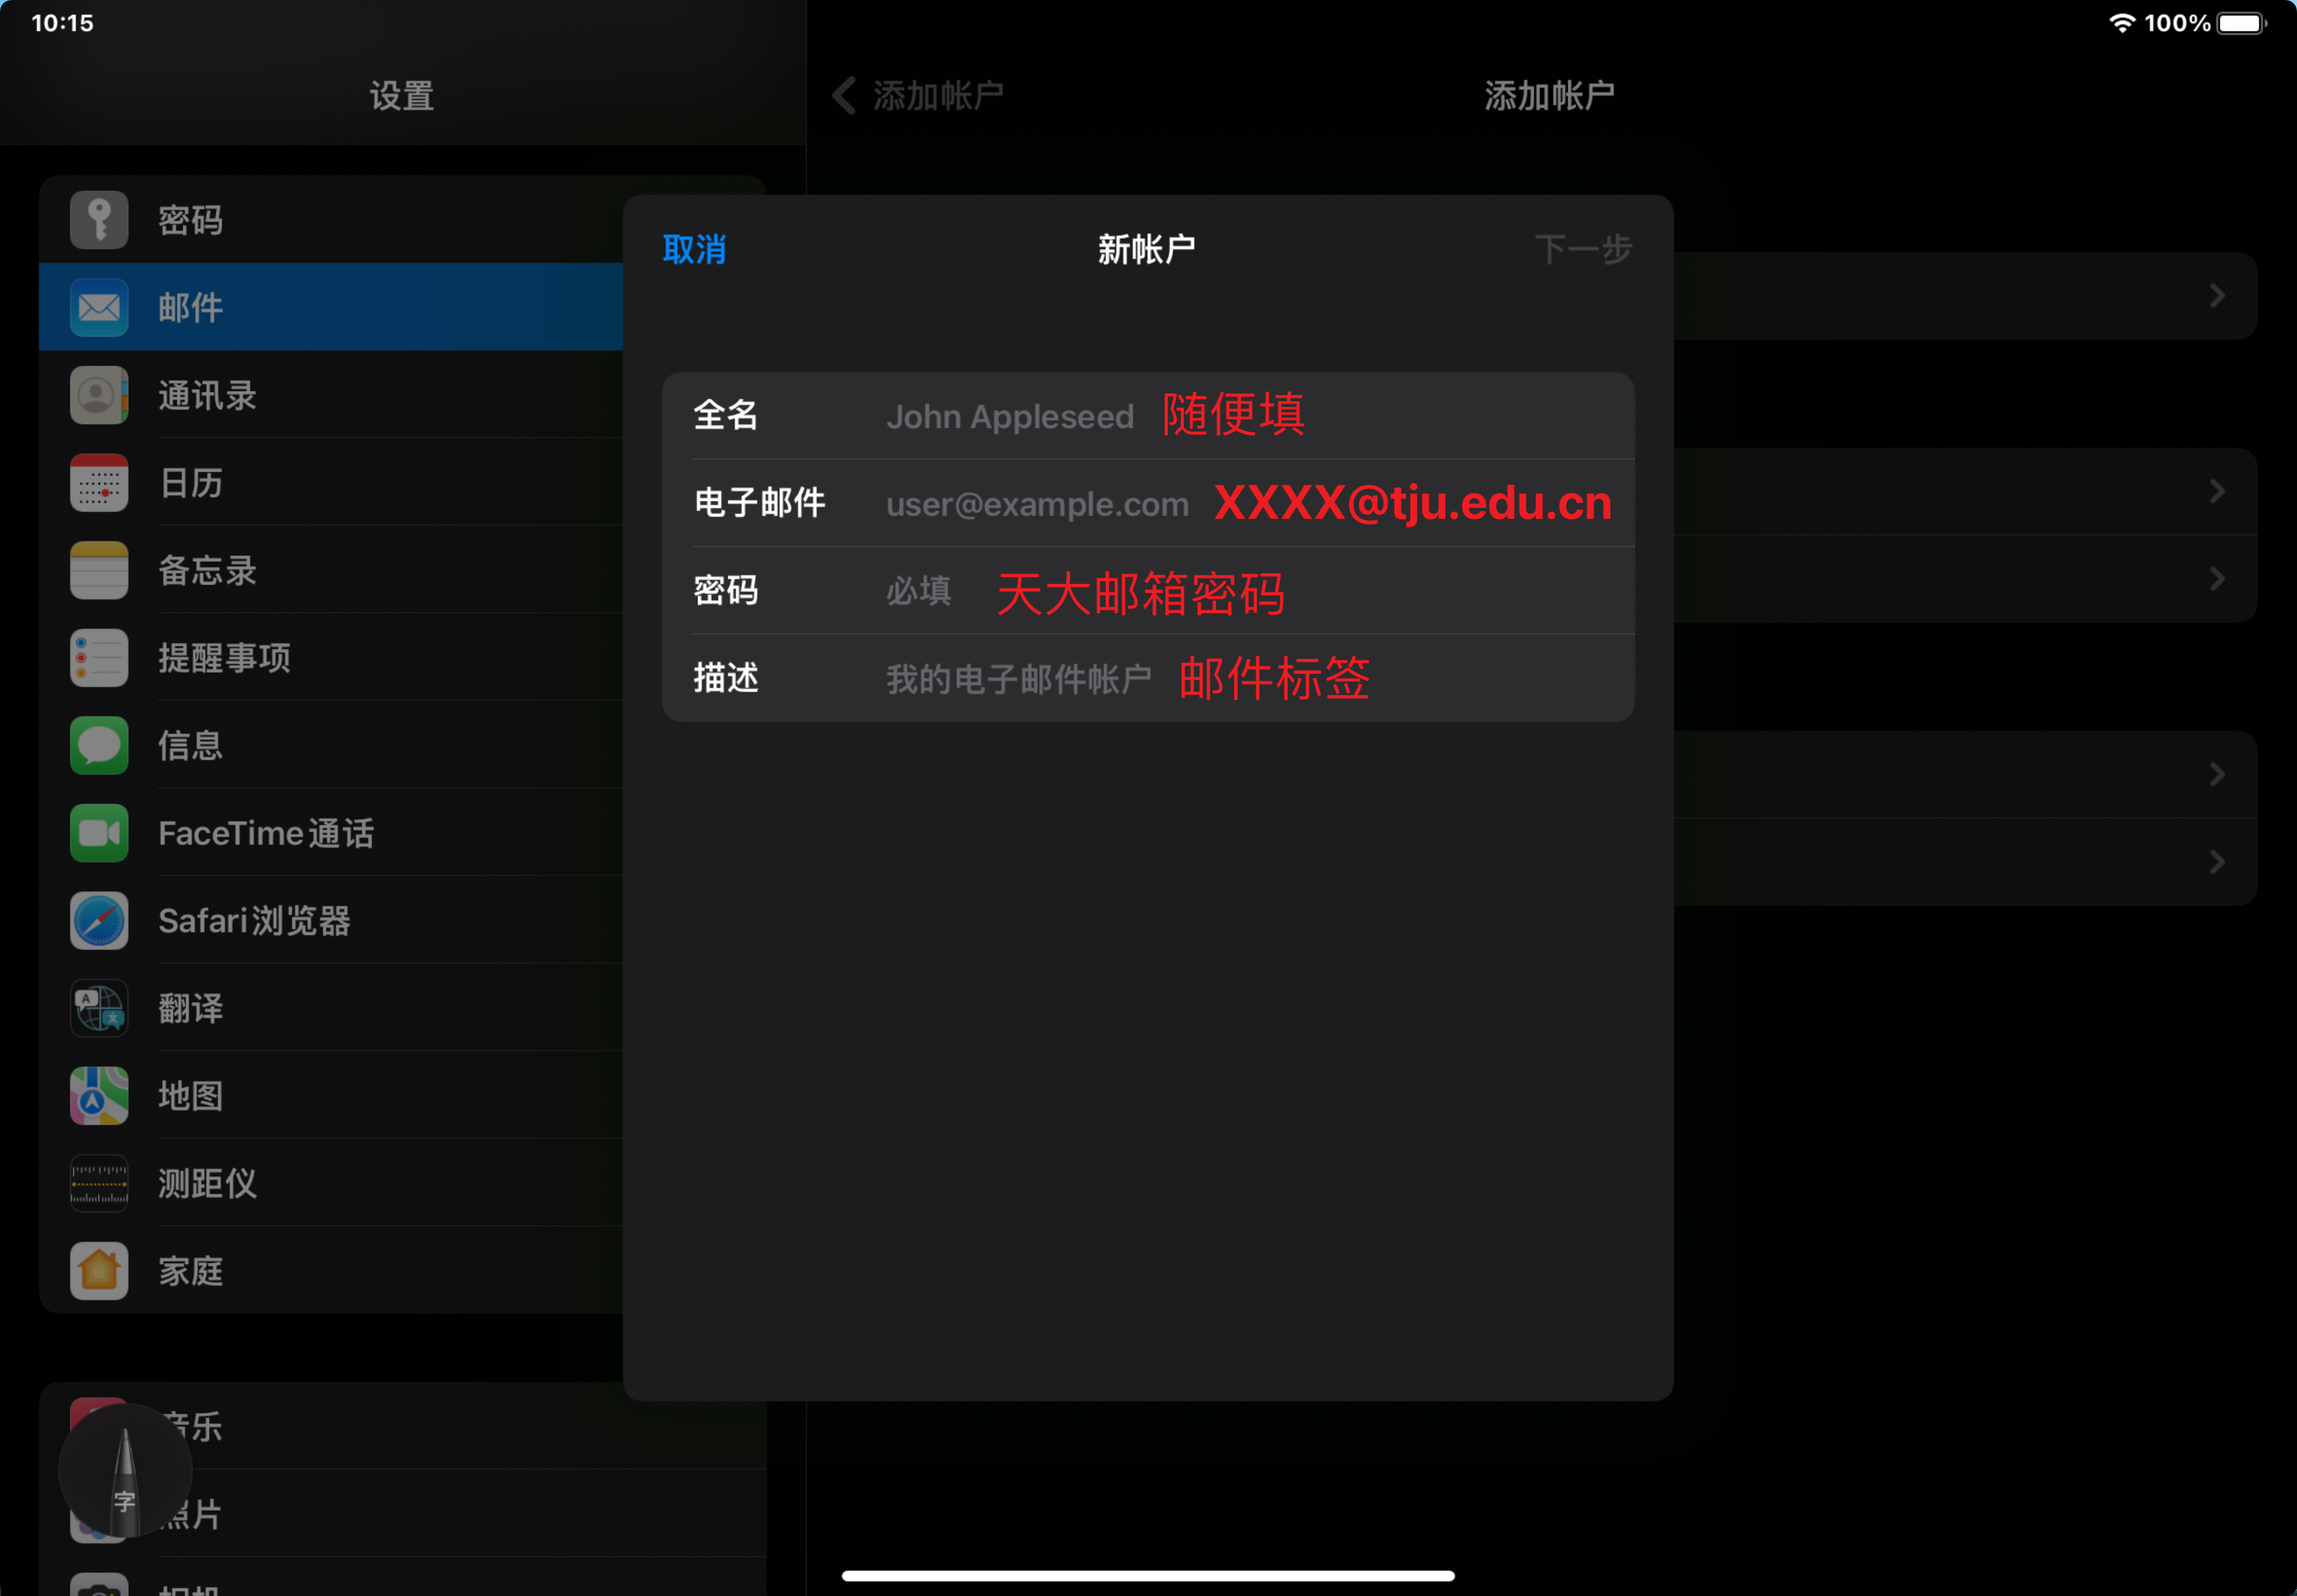 10:15
100%
设置
添加帐户
添加帐户
密码
邮件
通讯录
日历
备忘录
提醒事项
信息
FaceTime通话
Safari浏览器
翻译
地图
测距仪
家庭
音乐
照片
相机
字
取消
新帐户
下一步
全名 John Appleseed 随便填
电子邮件 user@example.com XXXX@tju.edu.cn
密码 必填 天大邮箱密码
描述 我的电子邮件帐户 邮件标签